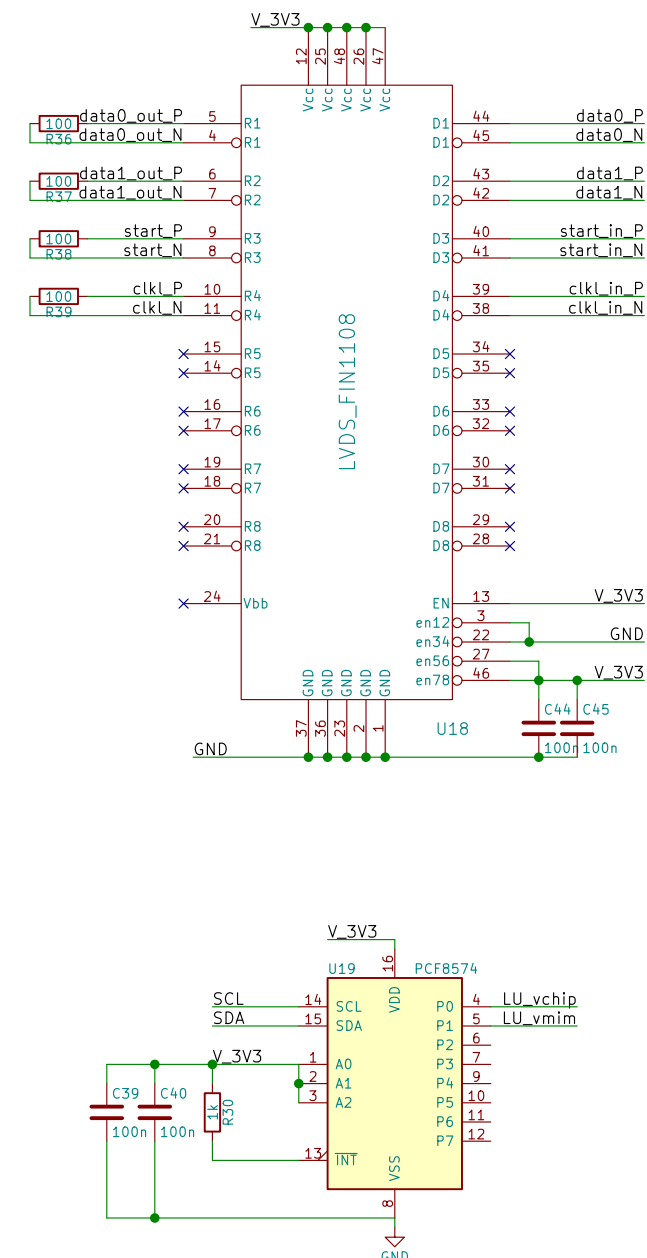 V_3V3
12 25 48 26 47
Vcc Vcc Vcc Vcc Vcc
100 data0_out_P 5 R1 D1 44 data0_P
R36 data0_out_N 4 R1 D1 45 data0_N
100 data1_out_P 6 R2 D2 43 data1_P
R37 data1_out_N 7 R2 D2 42 data1_N
100 start_P 9 R3 D3 40 start_in_P
R38 start_N 8 R3 D3 41 start_in_N
100 clkl_P 10 R4 D4 39 clkl_in_P
R39 clkl_N 11 R4 D4 38 clkl_in_N
LVDS_FIN1108
15 R5 D5 34
14 R5 D5 35
16 R6 D6 33
17 R6 D6 32
19 R7 D7 30
18 R7 D7 31
20 R8 D8 29
21 R8 D8 28
24 Vbb EN 13 V_3V3
en12 3
en34 22 GND
en56 27
en78 46 V_3V3
GND GND GND GND GND
37 36 23 2 1
U18
C44 C45
100n 100n
GND
V_3V3
16
U19 PCF8574
VDD
SCL 14 SCL P0 4 LU_vchip
SDA 15 SDA P1 5 LU_vmim
P2 6
V_3V3 1 A0 P3 7
2 A1 P4 9
C39 C40
3 A2 P5 10
1k R30
P6 11
100n 100n
P7 12
13 INT
VSS
8
GND